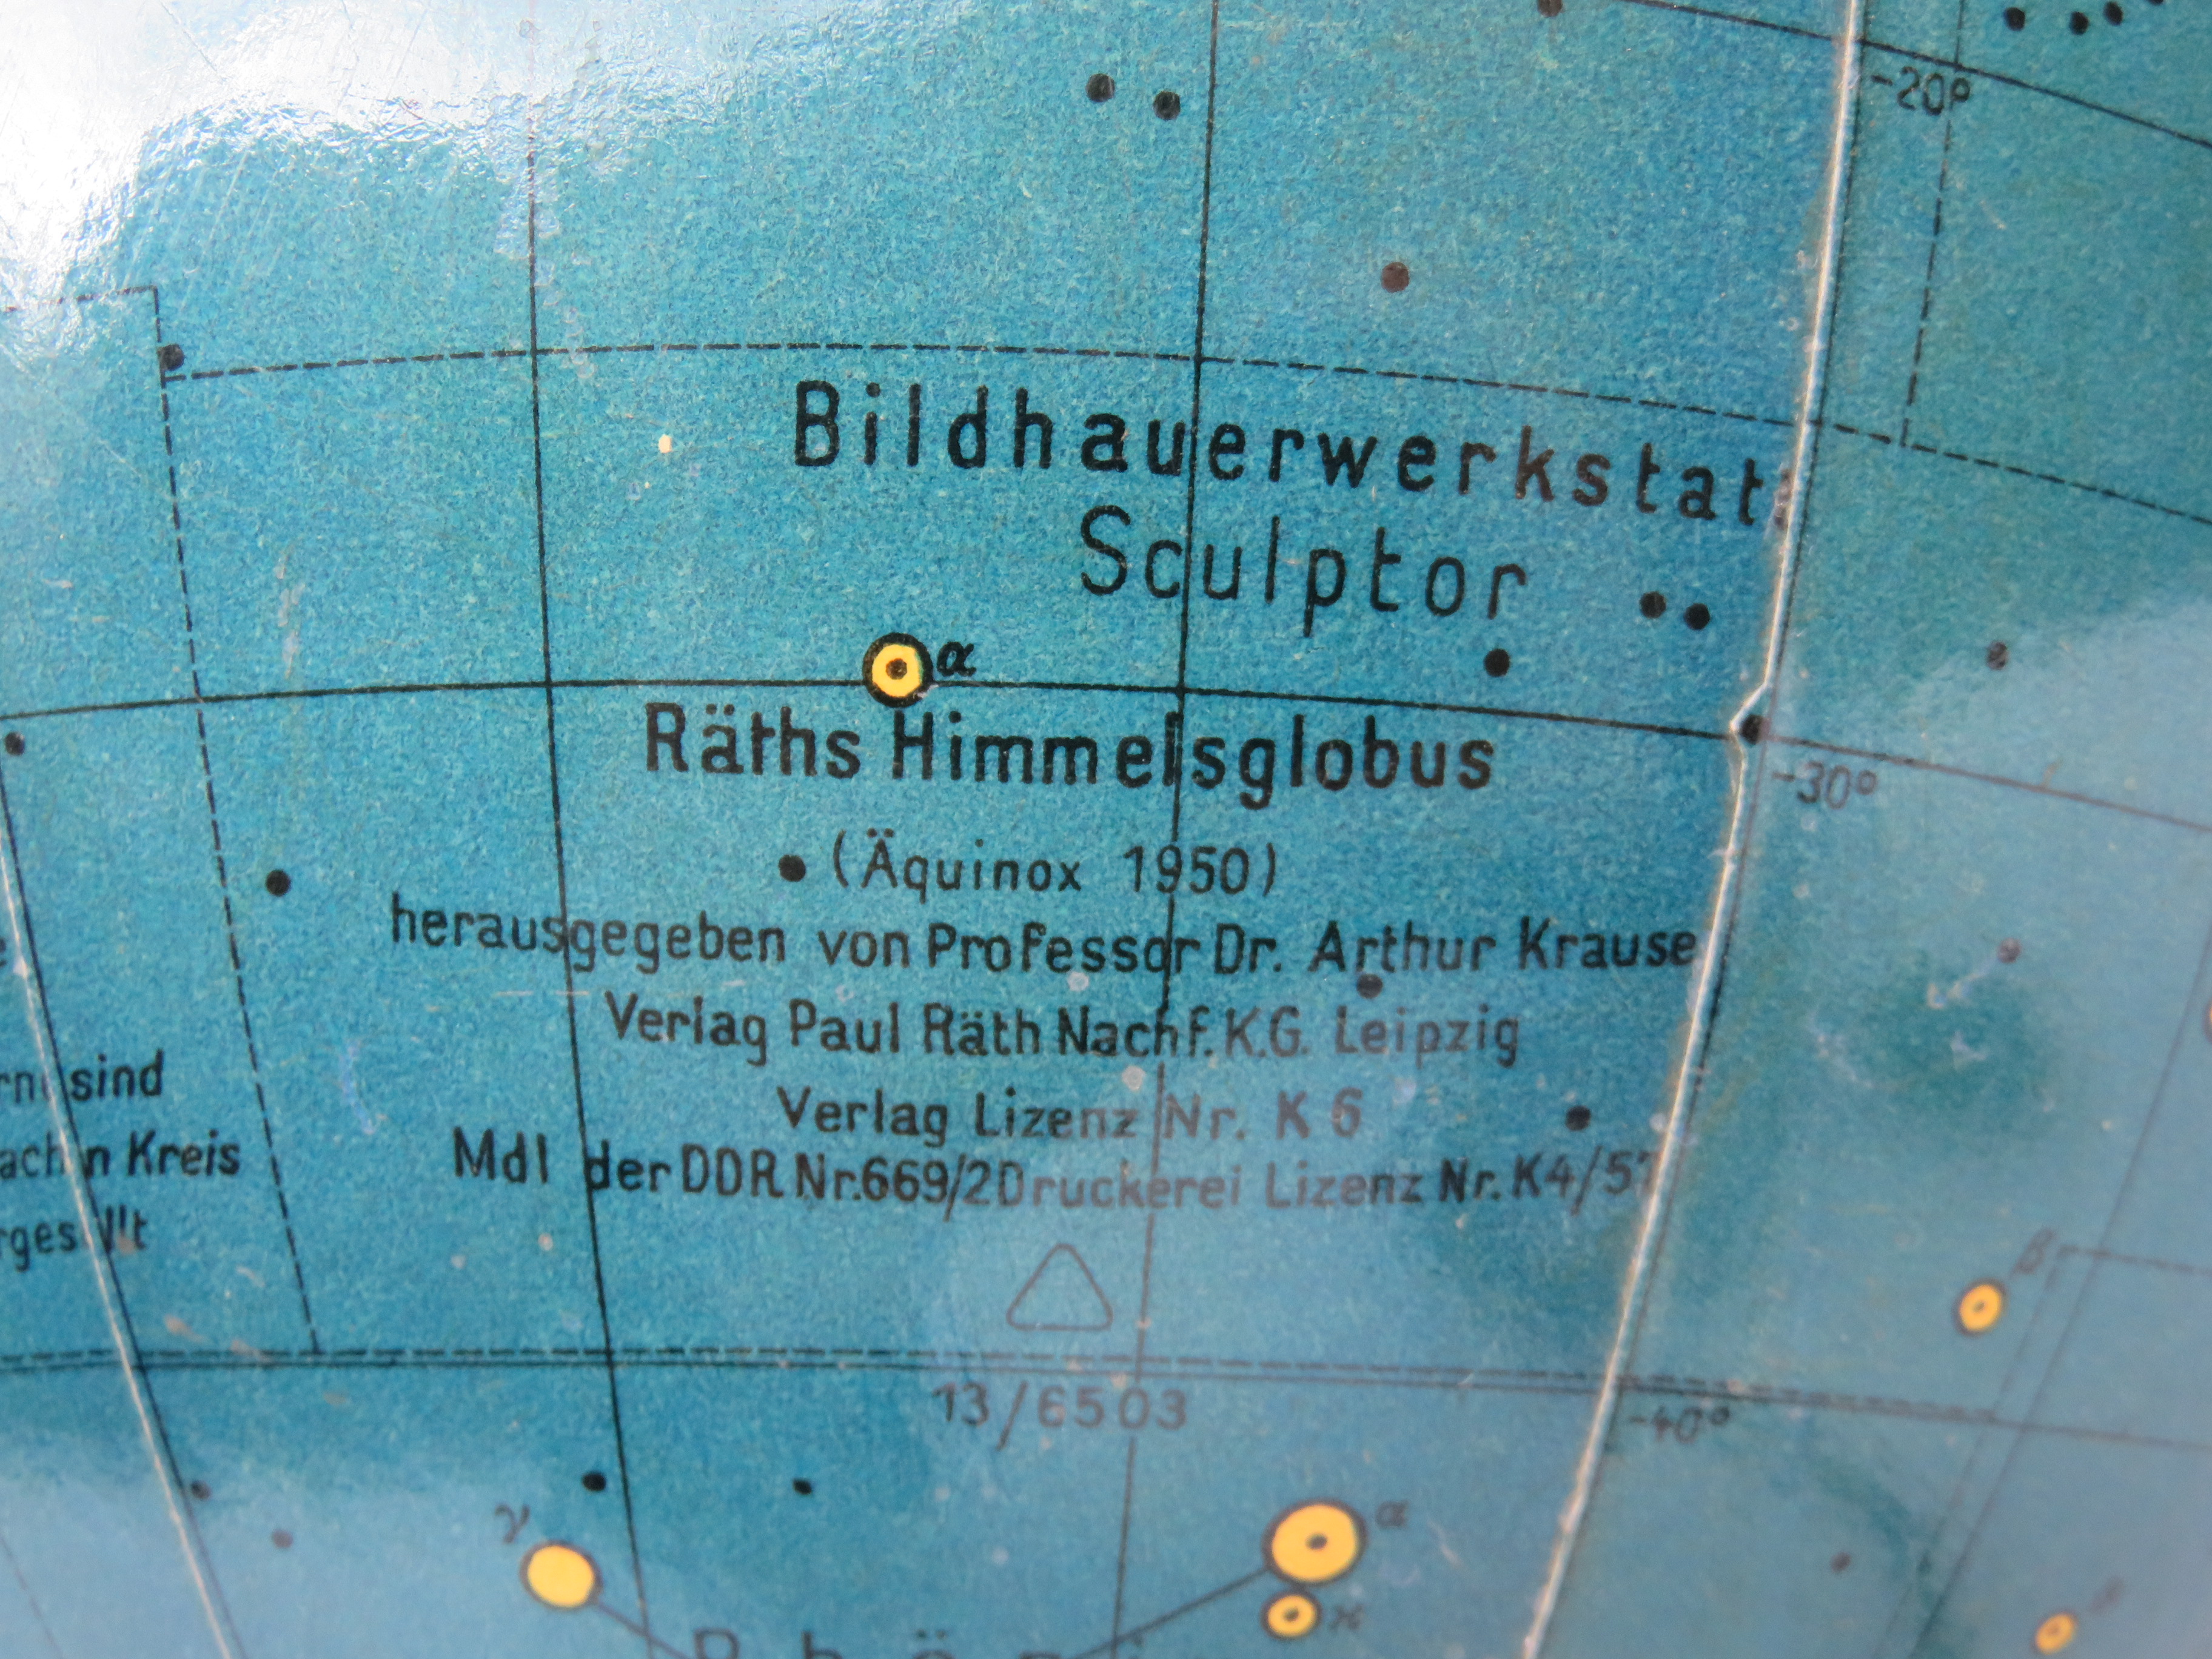 -20°
Bildhauerwerkstat
Sculptor
α
Räths Himmelsglobus
-30°
(Äquinox 1950)
herausgegeben von Professor Dr. Arthur Krause
Verlag Paul Räth Nachf. K.G. Leipzig
sind
Verlag Lizenz Nr. K 6
Kreis
MdI der DDR Nr. 669/2 Druckerei Lizenz Nr. K4/5
β
13/6503
-40°
γ
α
ϰ